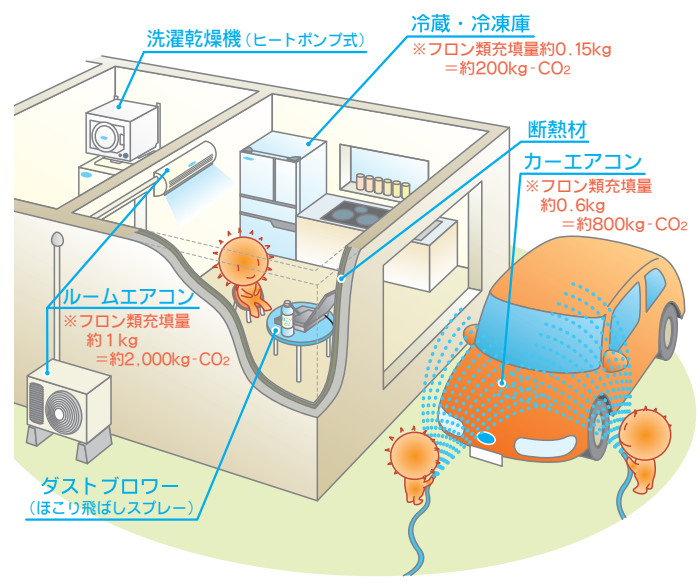 洗濯乾燥機（ヒートポンプ式）
冷蔵・冷凍庫
※フロン類充填量約0.15kg
＝約200kg-CO₂
断熱材
カーエアコン
※フロン類充填量
約0.6kg
＝約800kg-CO₂
ルームエアコン
※フロン類充填量
約1kg
＝約2,000kg-CO₂
ダストブロワー
（ほこり飛ばしスプレー）